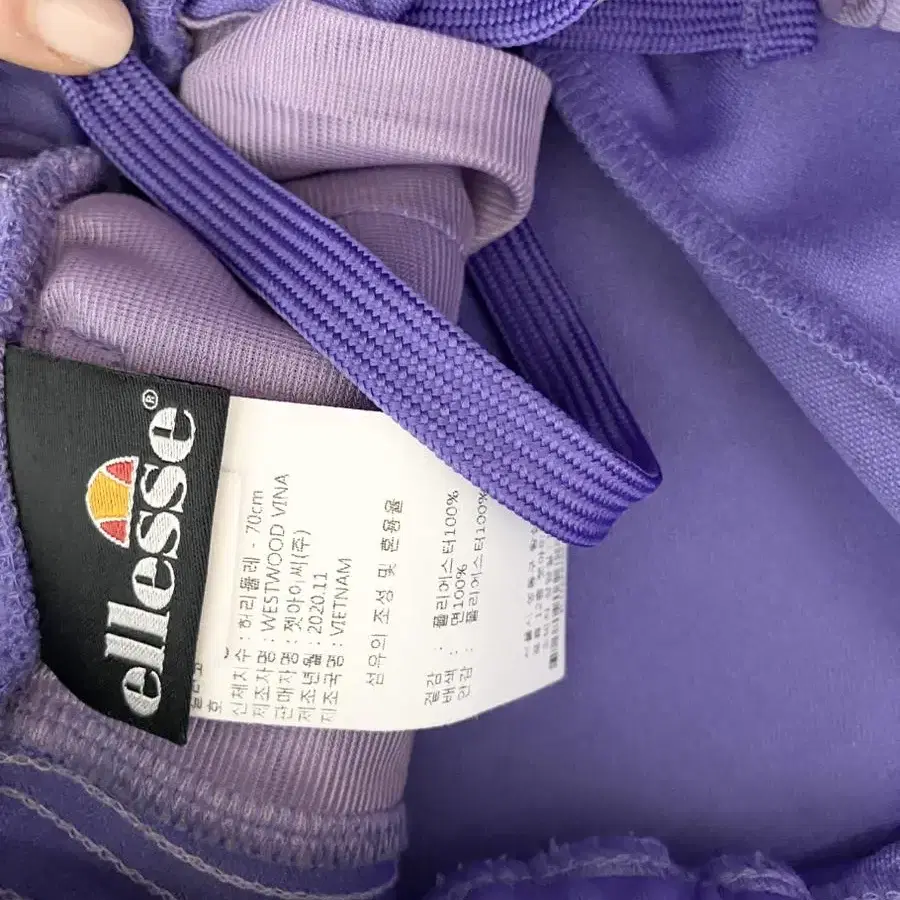 ellesse®
신체치수 : 허리둘레 - 70cm
제조자명 : WESTWOOD VINA
판매자명 : 젯아이씨(주)
제조년월 : 2020.11
제조국명 : VIETNAM
섬유의 조성 및 혼용율
겉감 : 폴리에스터100%
배색 : 면100%
안감 : 폴리에스터100%